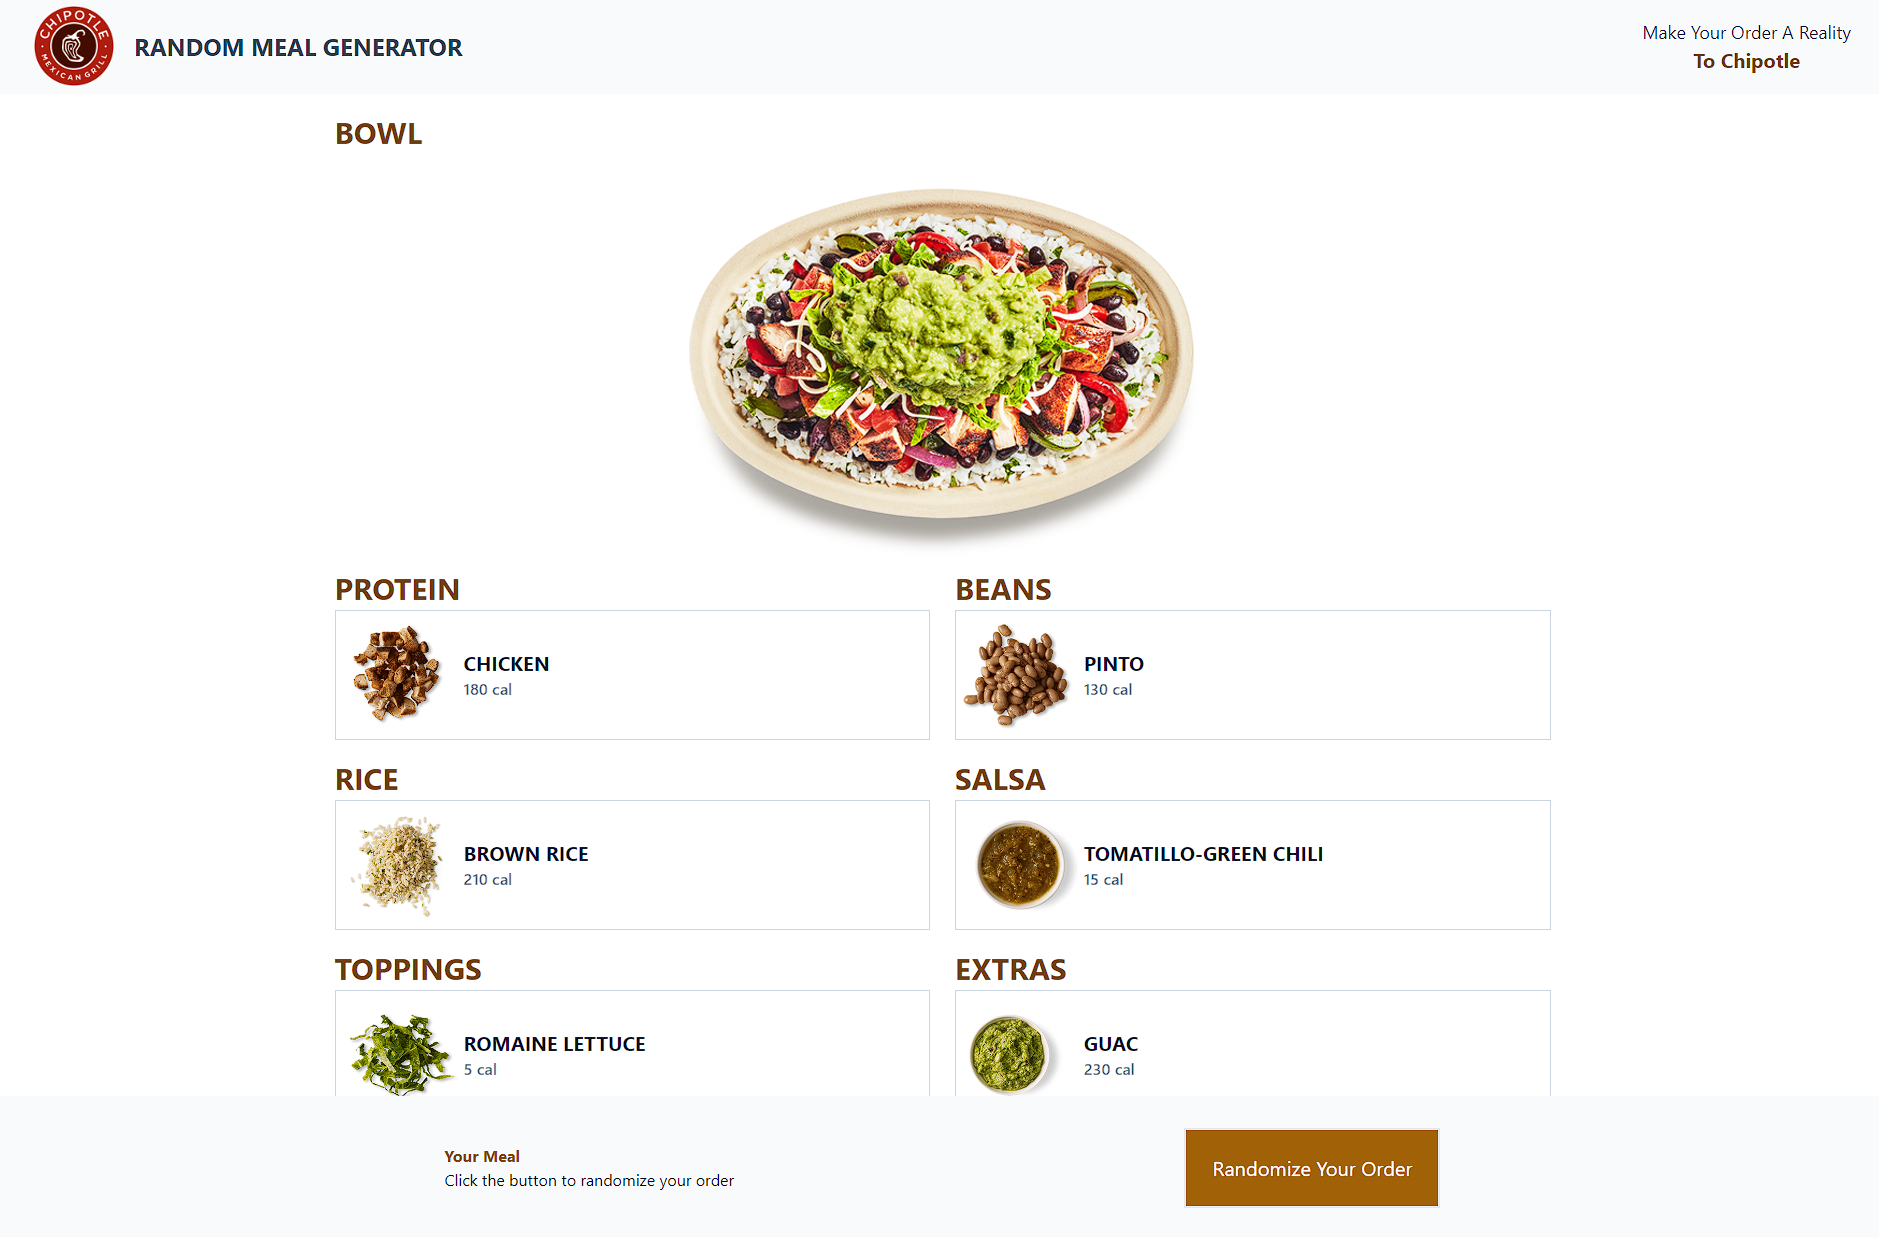 CHIPOTLE
MEXICAN GRILL
RANDOM MEAL GENERATOR
Make Your Order A Reality
To Chipotle
BOWL
PROTEIN
CHICKEN
180 cal
BEANS
PINTO
130 cal
RICE
BROWN RICE
210 cal
SALSA
TOMATILLO-GREEN CHILI
15 cal
TOPPINGS
ROMAINE LETTUCE
5 cal
EXTRAS
GUAC
230 cal
Your Meal
Click the button to randomize your order
Randomize Your Order